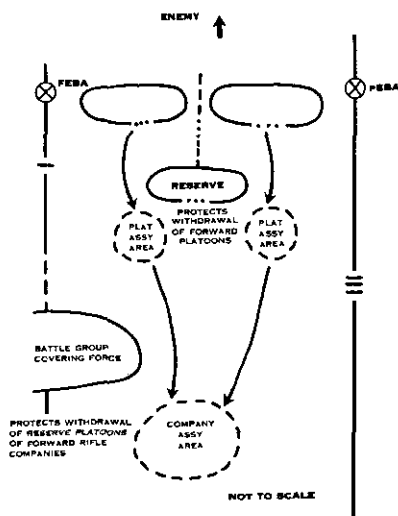 ENEMY
FEBA
FEBA
RESERVE
PROTECTS
WITHDRAWAL
OF FORWARD
PLATOONS
PLAT
ASSY
AREA
PLAT
ASSY
AREA
BATTLE GROUP
COVERING FORCE
PROTECTS WITHDRAWAL
OF RESERVE PLATOONS
OF FORWARD RIFLE
COMPANIES
COMPANY
ASSY
AREA
NOT TO SCALE